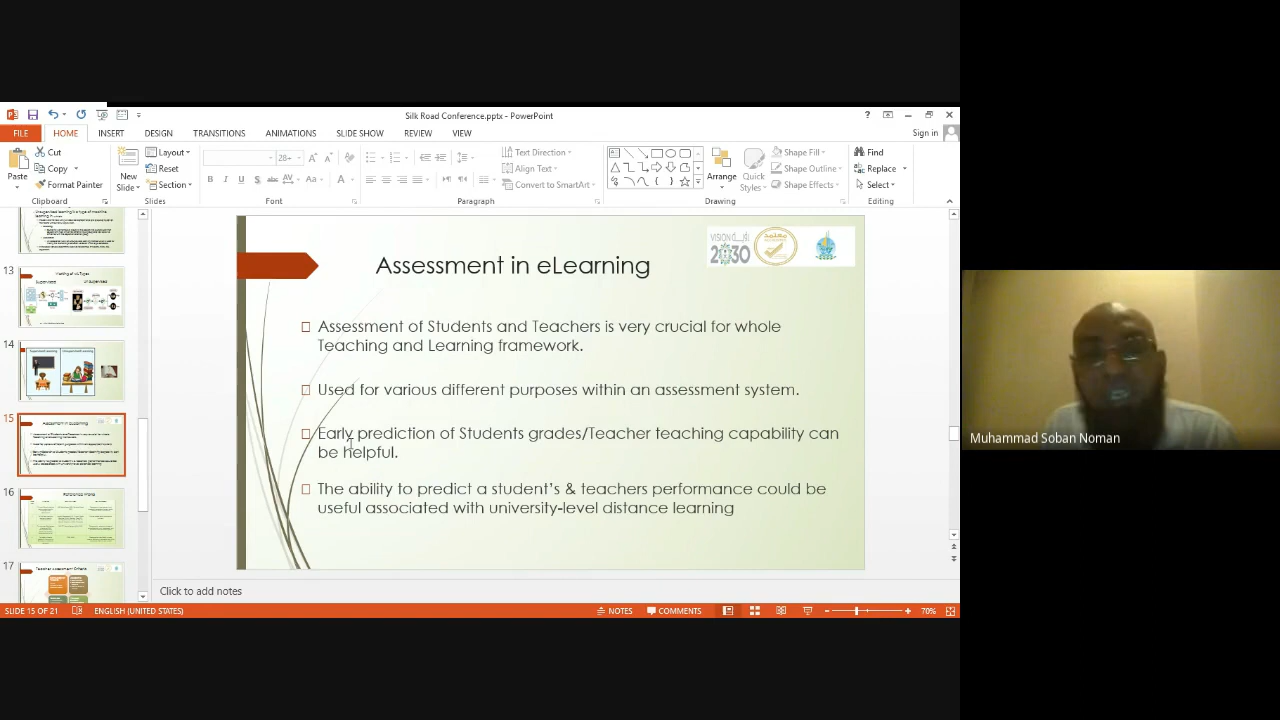 Silk Road Conference.pptx - PowerPoint
FILE HOME INSERT DESIGN TRANSITIONS ANIMATIONS SLIDE SHOW REVIEW VIEW Sign in
Paste
Cut
Copy
Format Painter
Clipboard
New Slide
Layout
Reset
Section
Slides
28+
Font
Paragraph
Text Direction
Align Text
Convert to SmartArt
Arrange
Quick Styles
Shape Fill
Shape Outline
Shape Effects
Drawing
Find
Replace
Select
Editing
13
14
15
16
17
Teacher Assessment Criteria
VISION
2030
Assessment in eLearning
Assessment of Students and Teachers is very crucial for whole
Teaching and Learning framework.
Used for various different purposes within an assessment system.
Early prediction of Students grades/Teacher teaching capability can
be helpful.
The ability to predict a student's & teachers performance could be
useful associated with university-level distance learning
Click to add notes
SLIDE 15 OF 21 ENGLISH (UNITED STATES) NOTES COMMENTS 70%
Muhammad Soban Noman